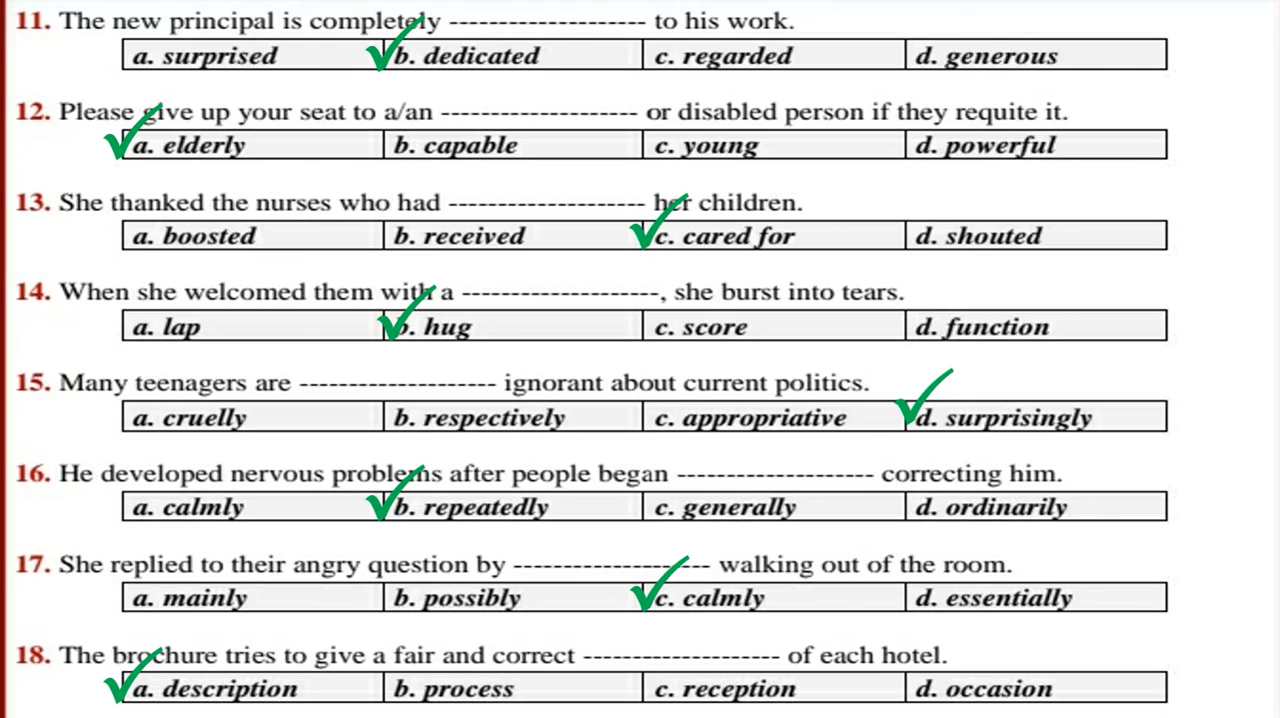 11. The new principal is completely -------------------- to his work.
a. surprised b. dedicated c. regarded d. generous
12. Please give up your seat to a/an -------------------- or disabled person if they requite it.
a. elderly b. capable c. young d. powerful
13. She thanked the nurses who had -------------------- her children.
a. boosted b. received c. cared for d. shouted
14. When she welcomed them with a --------------------, she burst into tears.
a. lap b. hug c. score d. function
15. Many teenagers are -------------------- ignorant about current politics.
a. cruelly b. respectively c. appropriative d. surprisingly
16. He developed nervous problems after people began -------------------- correcting him.
a. calmly b. repeatedly c. generally d. ordinarily
17. She replied to their angry question by -------------------- walking out of the room.
a. mainly b. possibly c. calmly d. essentially
18. The brochure tries to give a fair and correct -------------------- of each hotel.
a. description b. process c. reception d. occasion